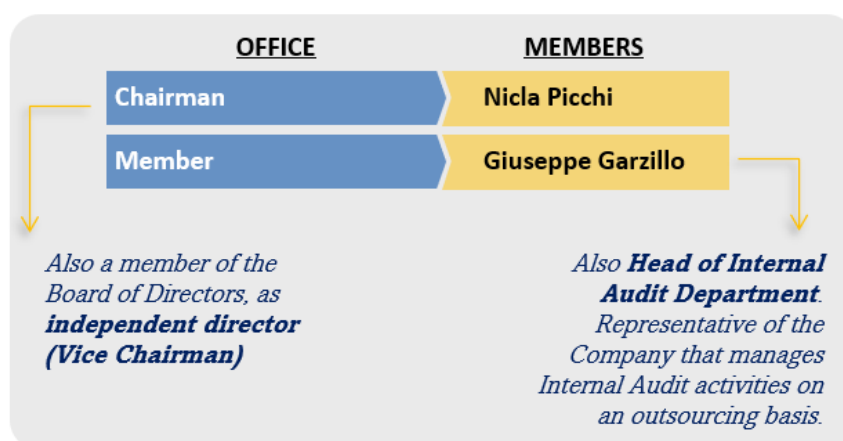 OFFICE MEMBERS
Chairman Nicla Picchi
Member Giuseppe Garzillo
Also a member of the
Board of Directors, as
independent director
(Vice Chairman)
Also Head of Internal
Audit Department.
Representative of the
Company that manages
Internal Audit activities on
an outsourcing basis.